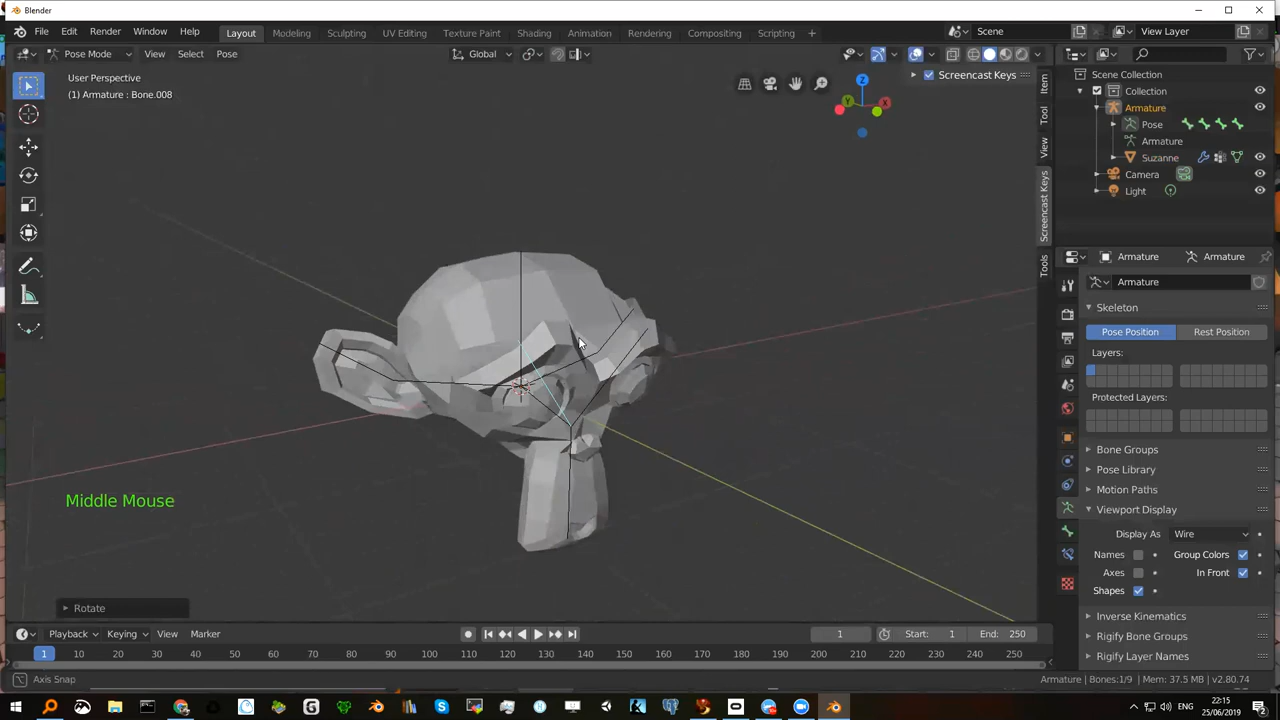 Blender
File Edit Render Window Help Layout Modeling Sculpting UV Editing Texture Paint Shading Animation Rendering Compositing Scripting + Scene View Layer
Pose Mode View Select Pose Global
User Perspective
(1) Armature : Bone.008
Screencast Keys
Item
Tool
View
Screencast Keys
Tools
Z
Y
X
Scene Collection
Collection
Armature
Pose
Armature
Suzanne
Camera
Light
Armature Armature
Armature
Skeleton
Pose Position Rest Position
Layers:
Protected Layers:
Bone Groups
Pose Library
Motion Paths
Viewport Display
Display As Wire
Names Group Colors
Axes In Front
Shapes
Inverse Kinematics
Rigify Bone Groups
Rigify Layer Names
Middle Mouse
Rotate
Playback Keying View Marker 1 Start: 1 End: 250
1 10 20 30 40 50 60 70 80 90 100 110 120 130 140 150 160 170 180 190 200 210 220 230 240 250
Axis Snap Armature | Bones:1/9 | Mem: 37.5 MB | v2.80.74
ENG 22:15
25/06/2019